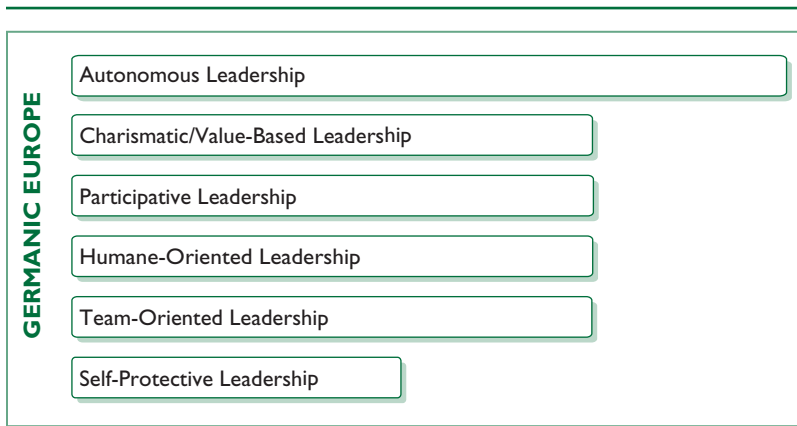 GERMANIC EUROPE
Autonomous Leadership
Charismatic/Value-Based Leadership
Participative Leadership
Humane-Oriented Leadership
Team-Oriented Leadership
Self-Protective Leadership